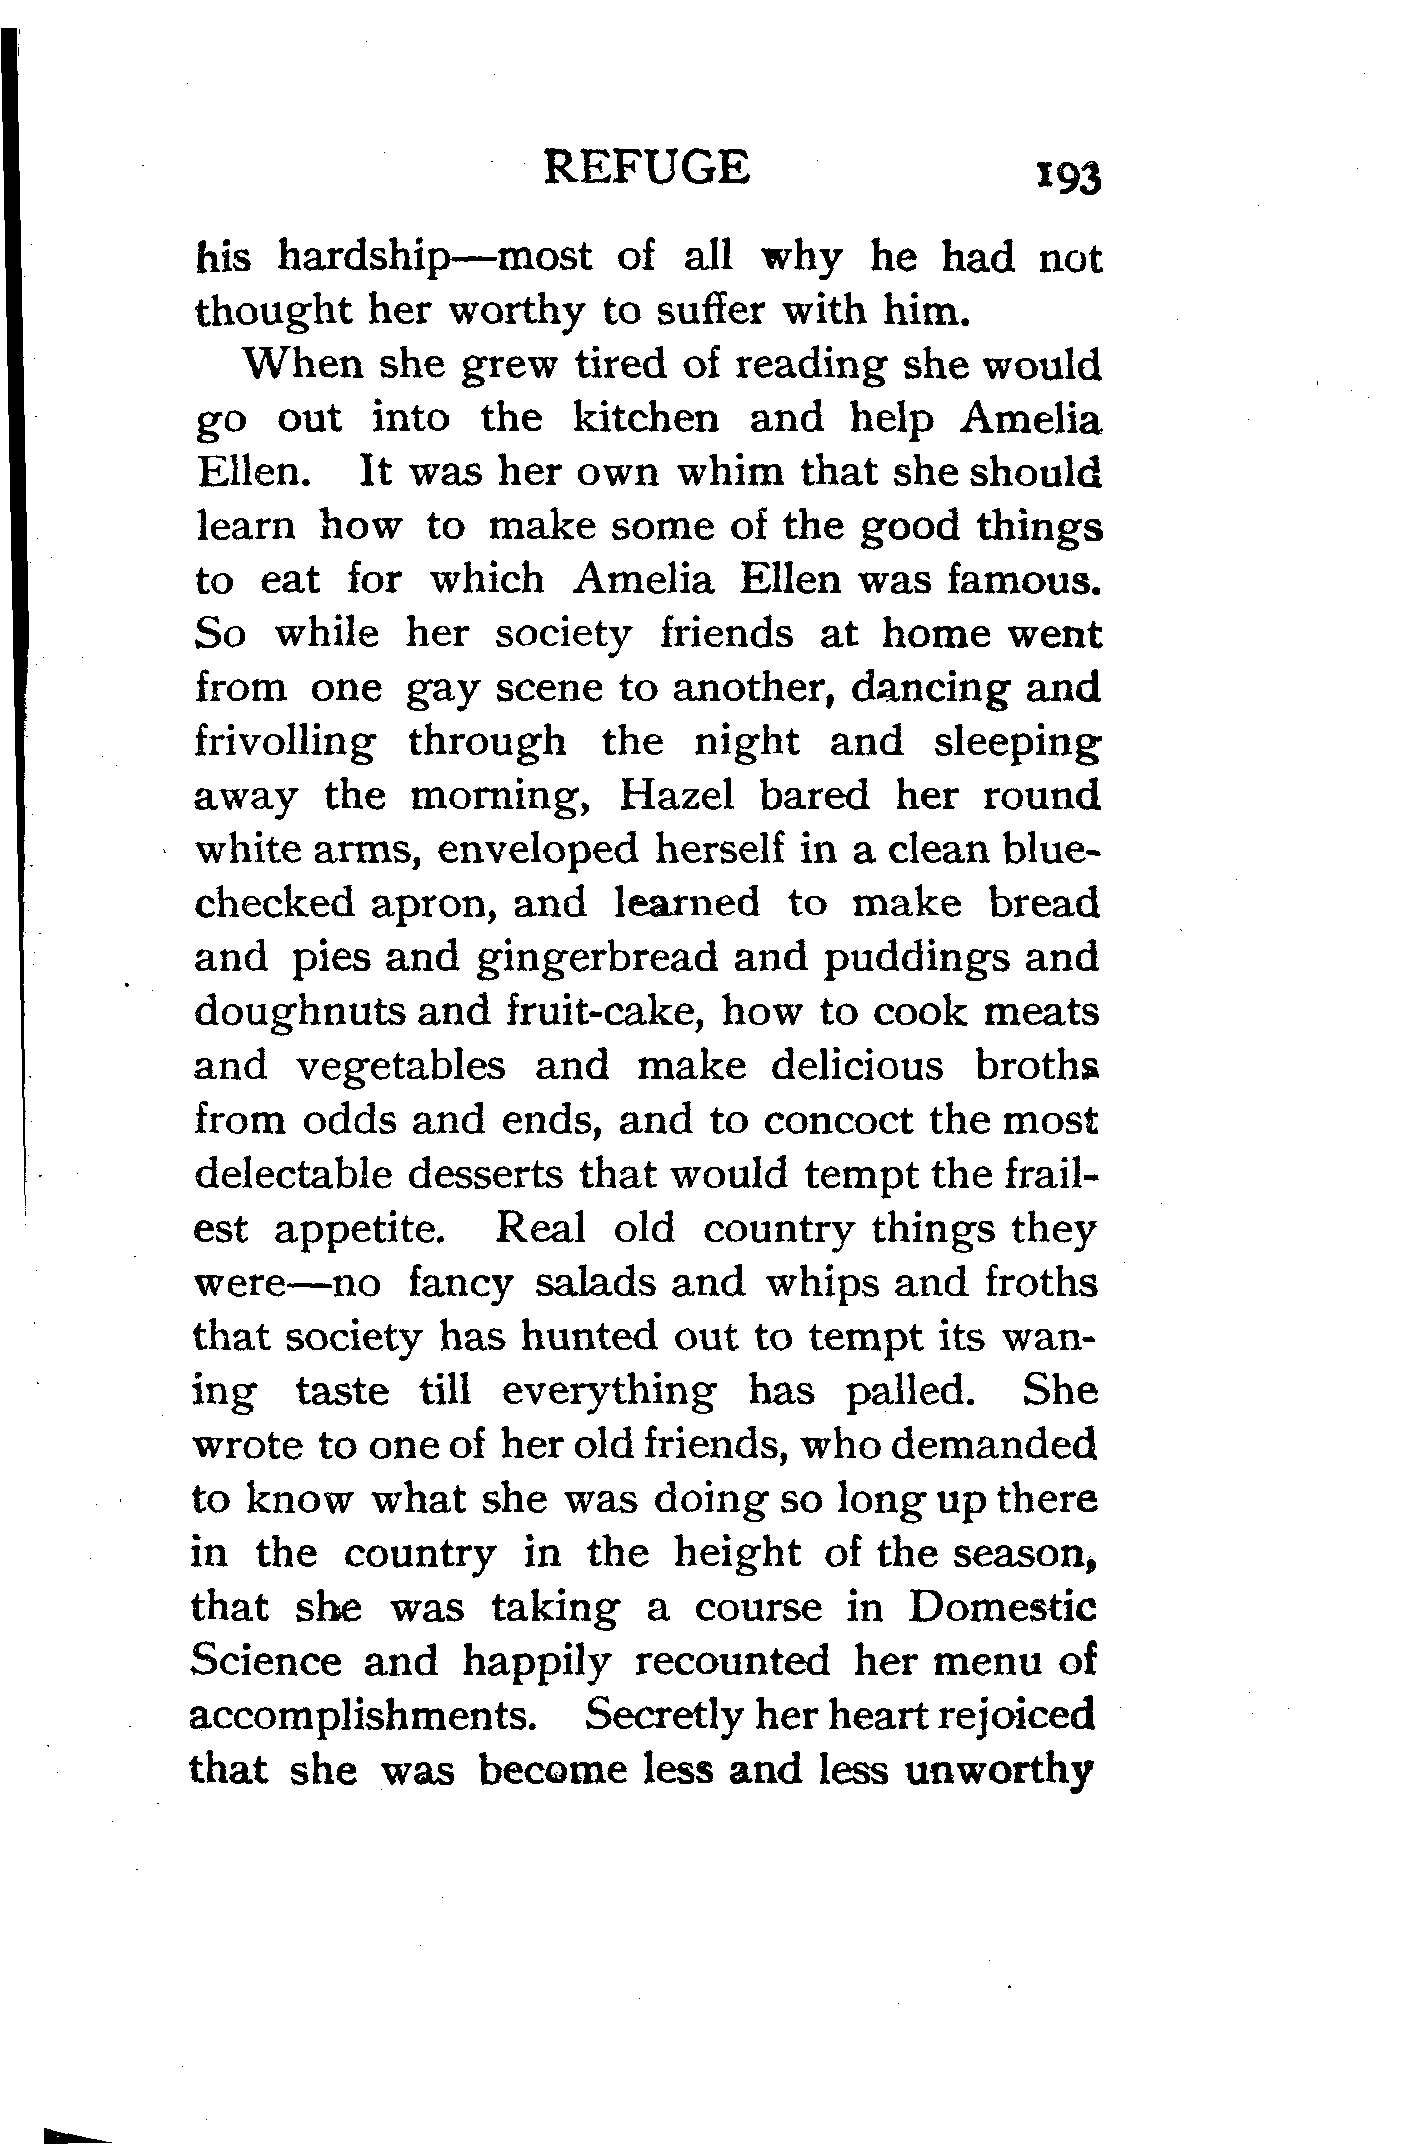 REFUGE 193
his hardship—most of all why he had not
thought her worthy to suffer with him.
When she grew tired of reading she would
go out into the kitchen and help Amelia
Ellen. It was her own whim that she should
learn how to make some of the good things
to eat for which Amelia Ellen was famous.
So while her society friends at home went
from one gay scene to another, dancing and
frivolling through the night and sleeping
away the morning, Hazel bared her round
white arms, enveloped herself in a clean blue-
checked apron, and learned to make bread
and pies and gingerbread and puddings and
doughnuts and fruit-cake, how to cook meats
and vegetables and make delicious broths
from odds and ends, and to concoct the most
delectable desserts that would tempt the frail-
est appetite. Real old country things they
were—no fancy salads and whips and froths
that society has hunted out to tempt its wan-
ing taste till everything has palled. She
wrote to one of her old friends, who demanded
to know what she was doing so long up there
in the country in the height of the season,
that she was taking a course in Domestic
Science and happily recounted her menu of
accomplishments. Secretly her heart rejoiced
that she was become less and less unworthy